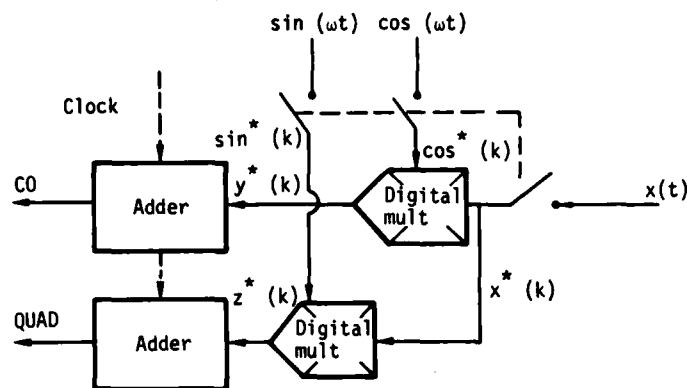 sin (ωt) cos (ωt)
Clock
sin* (k)
cos* (k)
CO
Adder
y* (k)
Digital
mult
x(t)
x* (k)
z* (k)
QUAD
Adder
Digital
mult